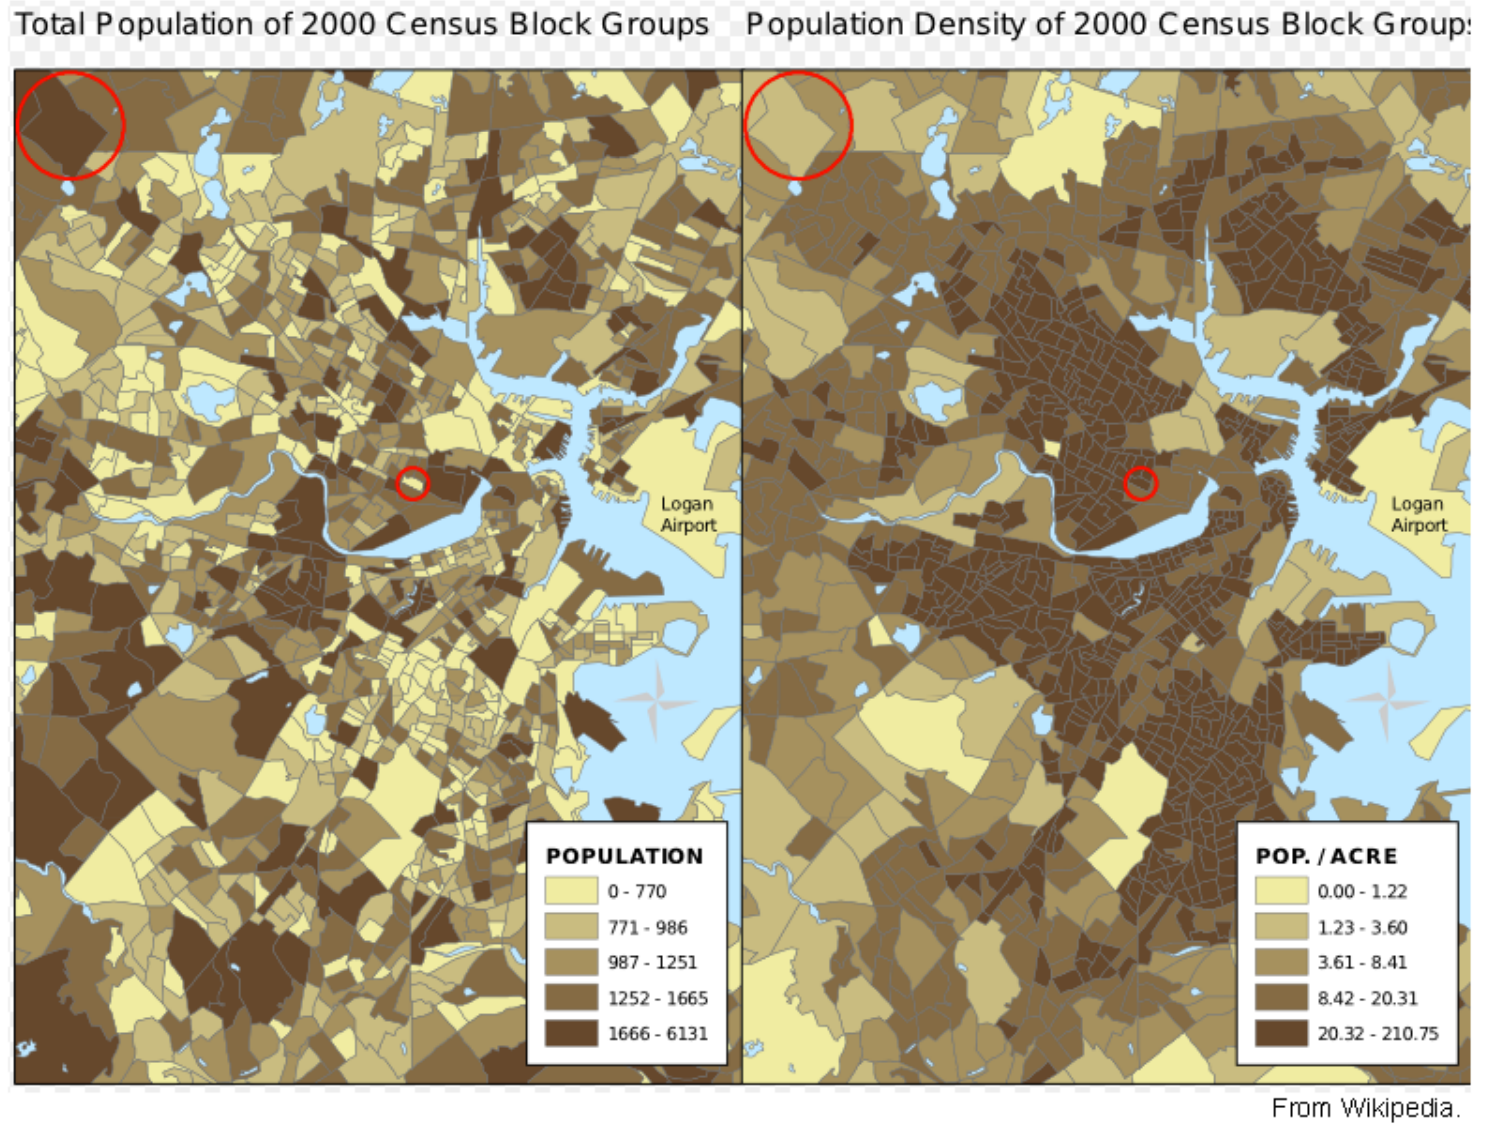 Total Population of 2000 Census Block Groups
Population Density of 2000 Census Block Groups
Logan
Airport
Logan
Airport
POPULATION
0 - 770
771 - 986
987 - 1251
1252 - 1665
1666 - 6131
POP. / ACRE
0.00 - 1.22
1.23 - 3.60
3.61 - 8.41
8.42 - 20.31
20.32 - 210.75
From Wikipedia.